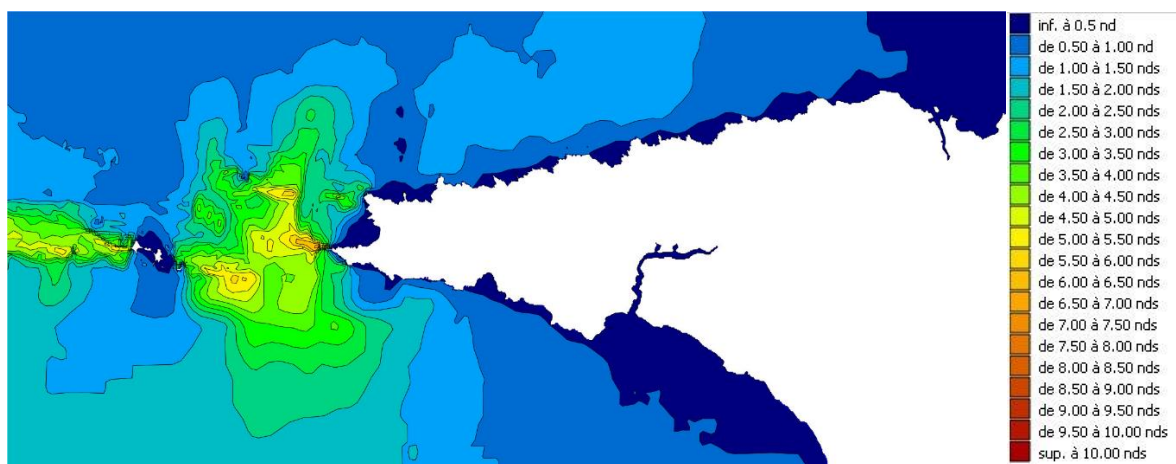 inf. à 0.5 nd
de 0.50 à 1.00 nd
de 1.00 à 1.50 nds
de 1.50 à 2.00 nds
de 2.00 à 2.50 nds
de 2.50 à 3.00 nds
de 3.00 à 3.50 nds
de 3.50 à 4.00 nds
de 4.00 à 4.50 nds
de 4.50 à 5.00 nds
de 5.00 à 5.50 nds
de 5.50 à 6.00 nds
de 6.00 à 6.50 nds
de 6.50 à 7.00 nds
de 7.00 à 7.50 nds
de 7.50 à 8.00 nds
de 8.00 à 8.50 nds
de 8.50 à 9.00 nds
de 9.00 à 9.50 nds
de 9.50 à 10.00 nds
sup. à 10.00 nds